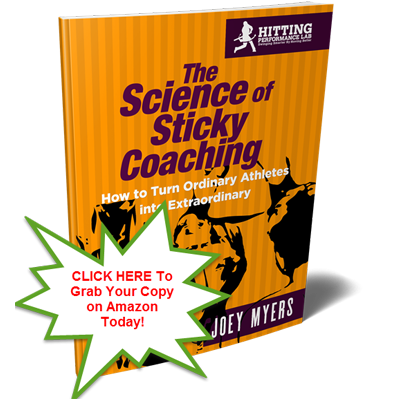 HITTING
PERFORMANCE LAB
The
Science of
Sticky
Coaching
How to Turn Ordinary Athletes
into Extraordinary
CLICK HERE To
Grab Your Copy
on Amazon
Today!
JOEY MYERS